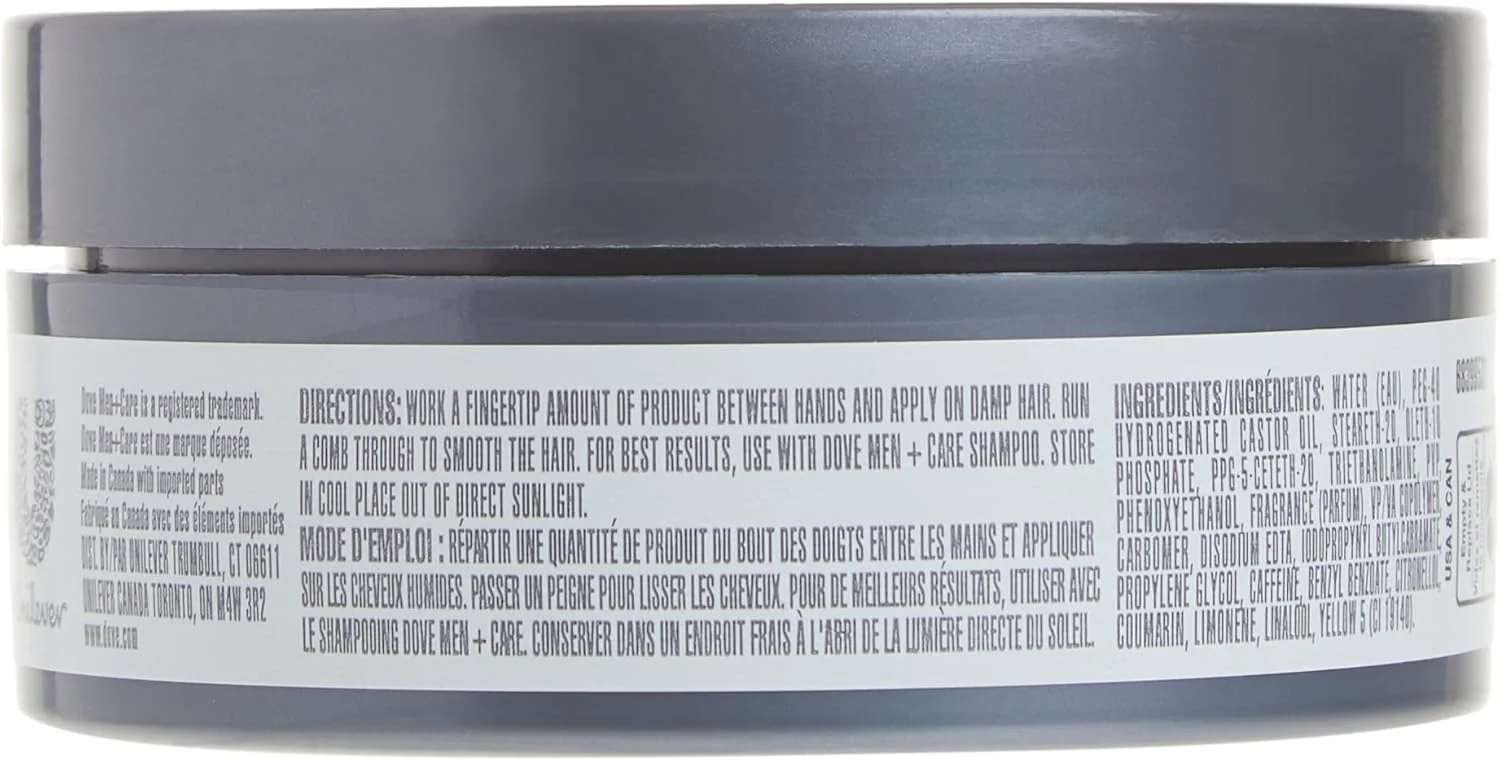 Dove Men+Care is a registered trademark.
Dove Men+Care est une marque déposée.
Made in Canada with imported parts
Fabriqué en Canada avec des éléments importés
DIST. BY/PAR UNILEVER TRUMBULL, CT 06611
UNILEVER CANADA TORONTO, ON M4W 3R2
www.dove.com
DIRECTIONS: WORK A FINGERTIP AMOUNT OF PRODUCT BETWEEN HANDS AND APPLY ON DAMP HAIR. RUN
A COMB THROUGH TO SMOOTH THE HAIR. FOR BEST RESULTS, USE WITH DOVE MEN + CARE SHAMPOO. STORE
IN COOL PLACE OUT OF DIRECT SUNLIGHT.
MODE D'EMPLOI : RÉPARTIR UNE QUANTITÉ DE PRODUIT DU BOUT DES DOIGTS ENTRE LES MAINS ET APPLIQUER
SUR LES CHEVEUX HUMIDES. PASSER UN PEIGNE POUR LISSER LES CHEVEUX. POUR DE MEILLEURS RÉSULTATS, UTILISER AVEC
LE SHAMPOOING DOVE MEN + CARE. CONSERVER DANS UN ENDROIT FRAIS À L'ABRI DE LA LUMIÈRE DIRECTE DU SOLEIL.
INGREDIENTS/INGRÉDIENTS: WATER (EAU), PEG-40
HYDROGENATED CASTOR OIL, STEARETH-20, OLETH-10
PHOSPHATE, PPG-5-CETETH-20, TRIETHANOLAMINE, PVP,
PHENOXYETHANOL, FRAGRANCE (PARFUM), VP/VA COPOLYMER,
CARBOMER, DISODIUM EDTA, IODOPROPYNYL BUTYLCARBAMATE,
PROPYLENE GLYCOL, CAFFEINE, BENZYL BENZOATE, CITRONELLOL,
COUMARIN, LIMONENE, LINALOOL, YELLOW 5 (CI 19140).
USA & CAN
Empty &
Replace Lid